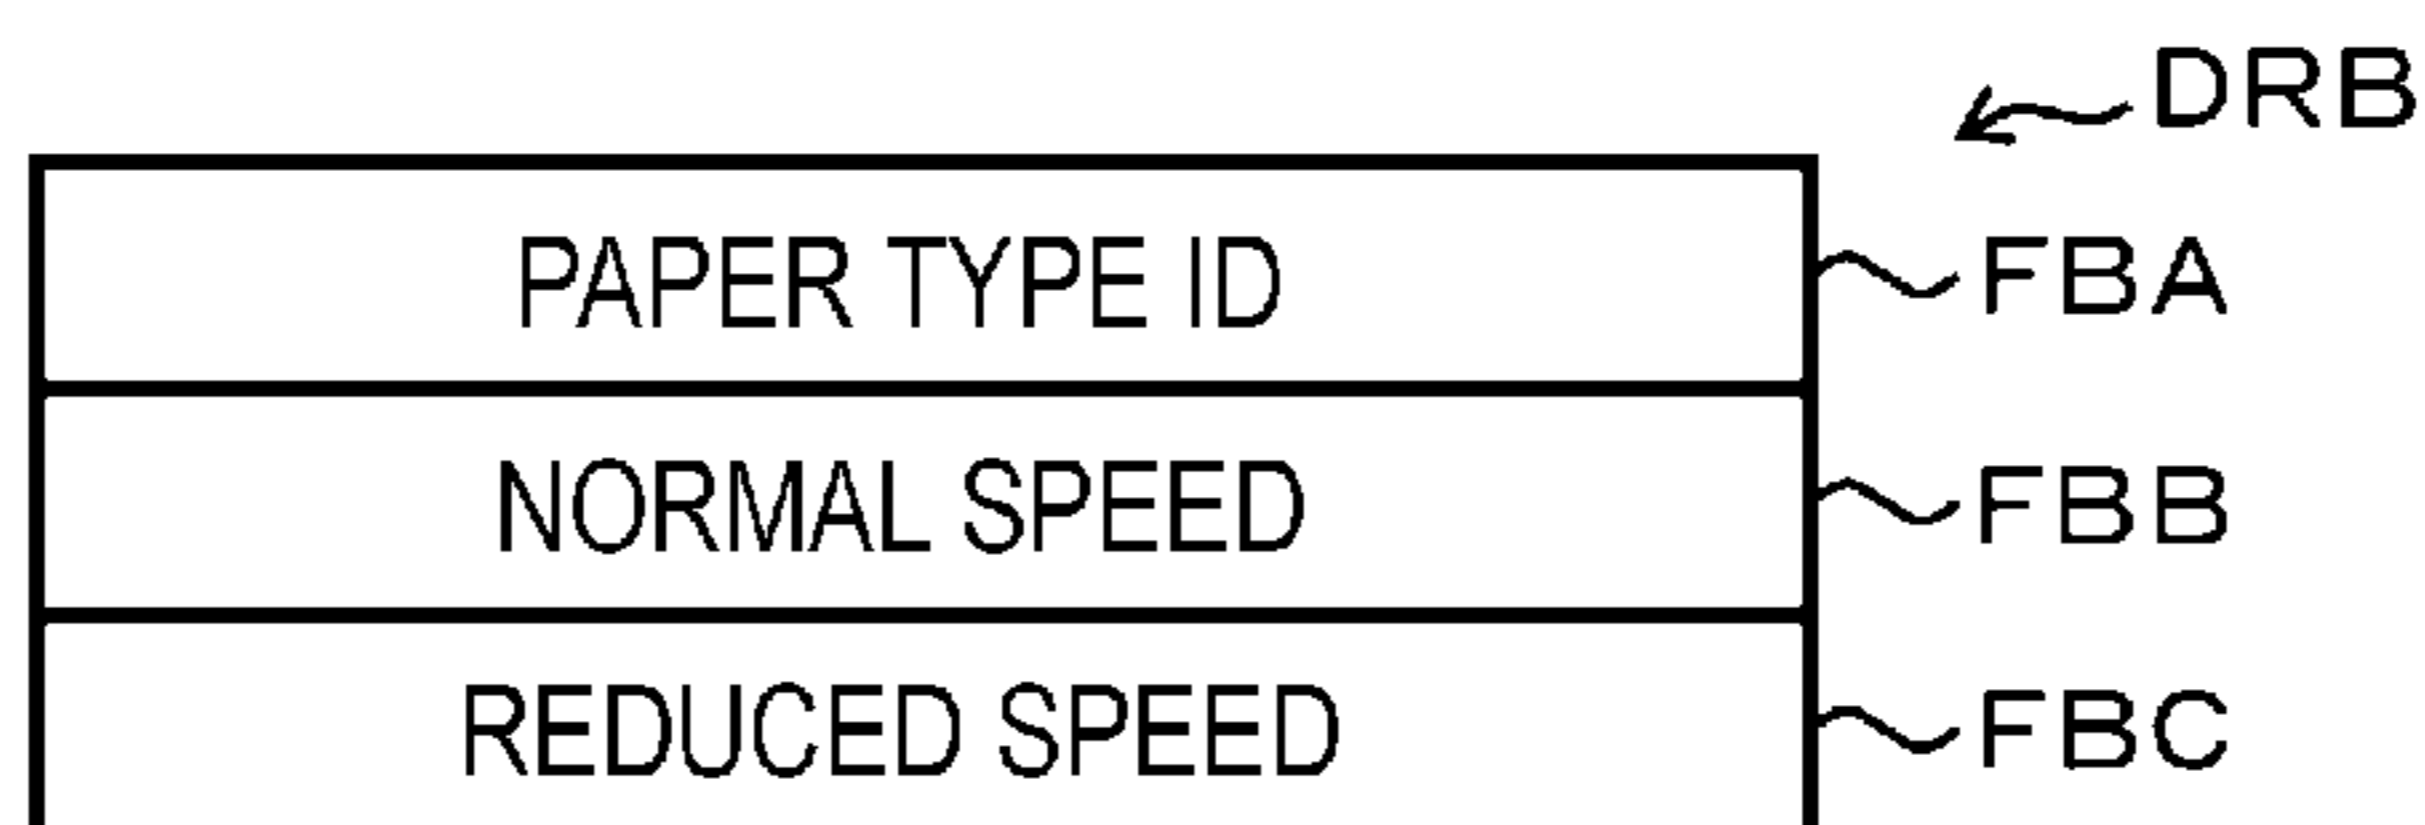 DRB
PAPER TYPE ID FBA
NORMAL SPEED FBB
REDUCED SPEED FBC